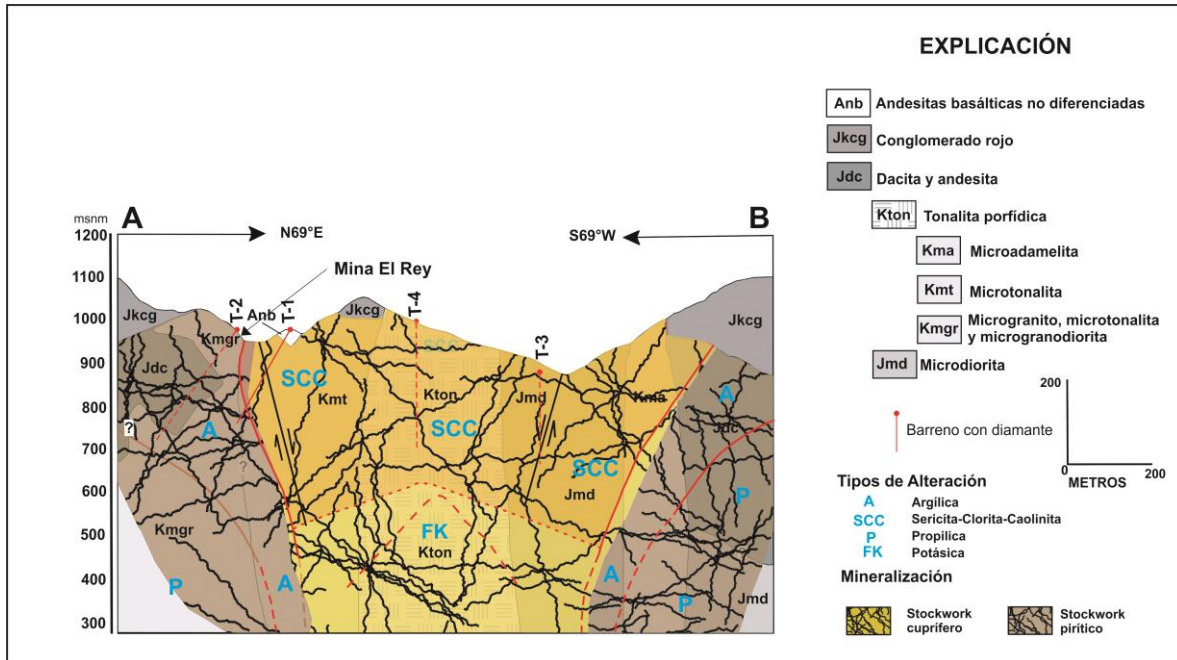 EXPLICACIÓN
Anb Andesitas basálticas no diferenciadas
Jkcg Conglomerado rojo
Jdc Dacita y andesita
Kton Tonalita porfídica
Kma Microadamelita
Kmt Microtonalita
Kmgr Microgranito, microtonalita
y microgranodiorita
Jmd Microdiorita
200
Barreno con diamante
0 200
METROS
Tipos de Alteración
A Argílica
SCC Sericíta-Clorita-Caolinita
P Propilica
FK Potásica
Mineralización
Stockwork
cuprífero
Stockwork
pirítico
msnm A B
1200 N69°E S69°W
1100 Mina El Rey
1000
900
800
700
600
500
400
300
Jkcg T-2 Anb T-1 Jkcg T-4 Jkcg
Kmgr SCC
Jdc SCC T-3
Kmt Kton Jmd Kma A
? A SCC Jdc
? SCC
Jmd P
Kmgr FK
Kton
P A A P Jmd